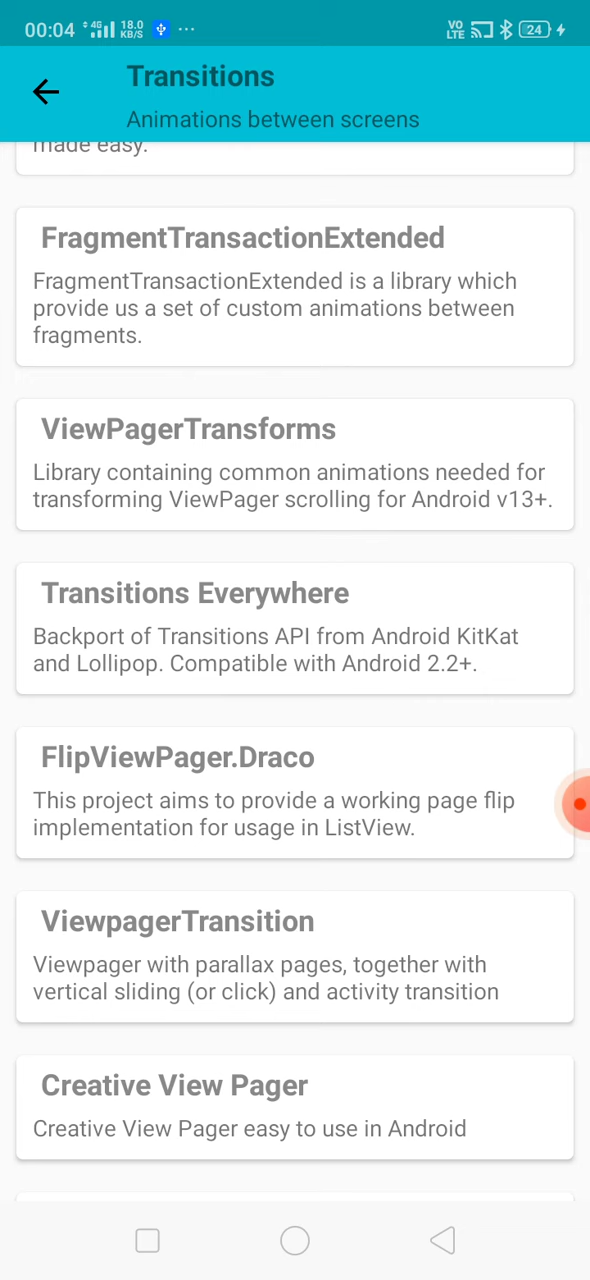 00:04 4G 18.0 KB/S ... VO LTE 24
Transitions
Animations between screens
made easy.
FragmentTransactionExtended
FragmentTransactionExtended is a library which
provide us a set of custom animations between
fragments.
ViewPagerTransforms
Library containing common animations needed for
transforming ViewPager scrolling for Android v13+.
Transitions Everywhere
Backport of Transitions API from Android KitKat
and Lollipop. Compatible with Android 2.2+.
FlipViewPager.Draco
This project aims to provide a working page flip
implementation for usage in ListView.
ViewpagerTransition
Viewpager with parallax pages, together with
vertical sliding (or click) and activity transition
Creative View Pager
Creative View Pager easy to use in Android